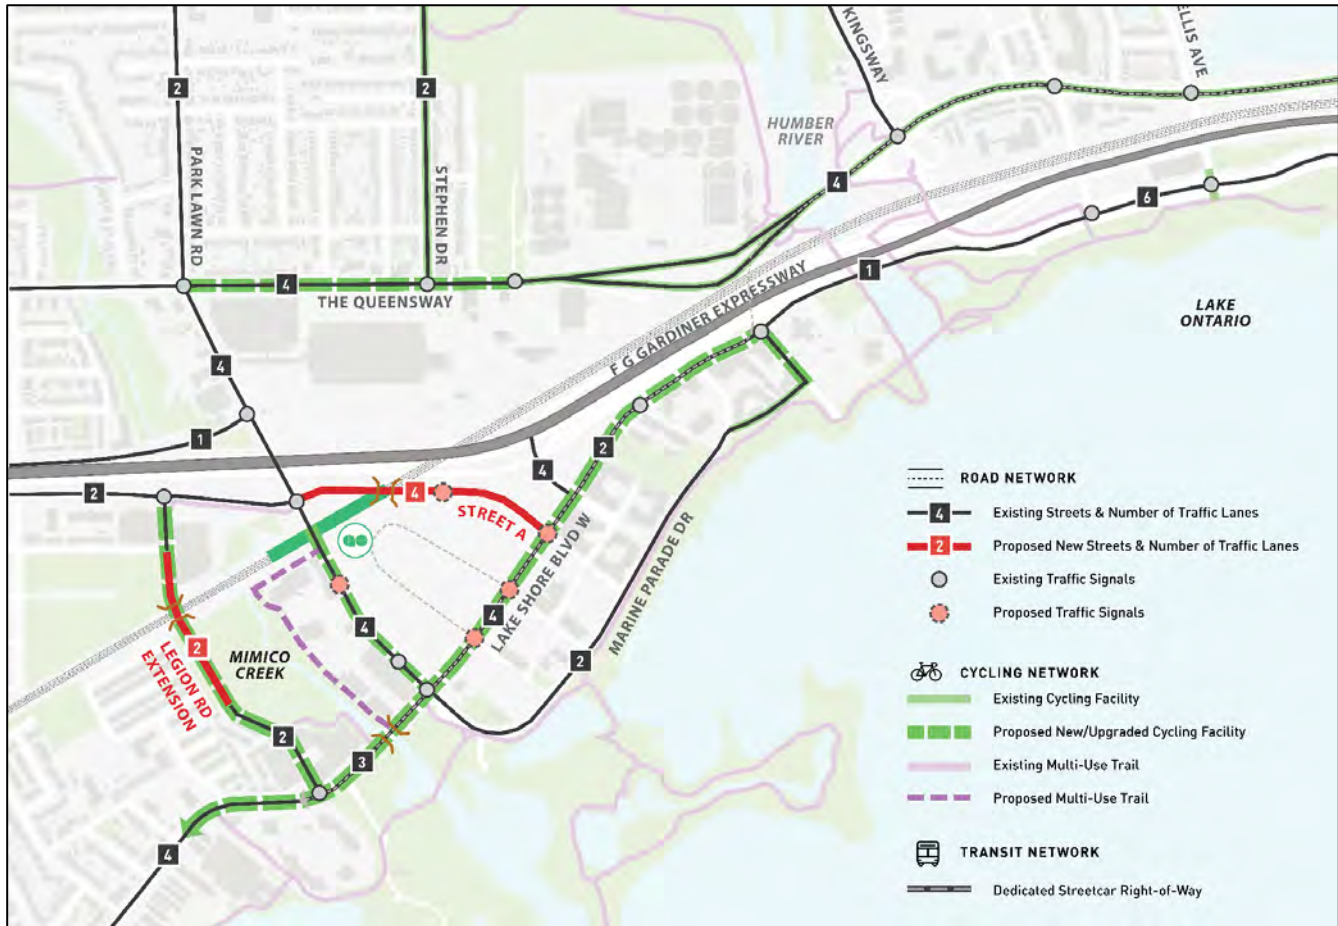 KINGSWAY
ELLIS AVE
2
2
HUMBER
RIVER
PARK LAWN RD
STEPHEN DR
4
6
4
THE QUEENSWAY
1
F G GARDINER EXPRESSWAY
LAKE
ONTARIO
4
1
2
4
2
4
STREET A
LAKE SHORE BLVD W
MARINE PARADE DR
4
4
2
LEGION RD
EXTENSION
MIMICO
CREEK
2
2
3
4
ROAD NETWORK
4 Existing Streets & Number of Traffic Lanes
2 Proposed New Streets & Number of Traffic Lanes
Existing Traffic Signals
Proposed Traffic Signals
CYCLING NETWORK
Existing Cycling Facility
Proposed New/Upgraded Cycling Facility
Existing Multi-Use Trail
Proposed Multi-Use Trail
TRANSIT NETWORK
Dedicated Streetcar Right-of-Way